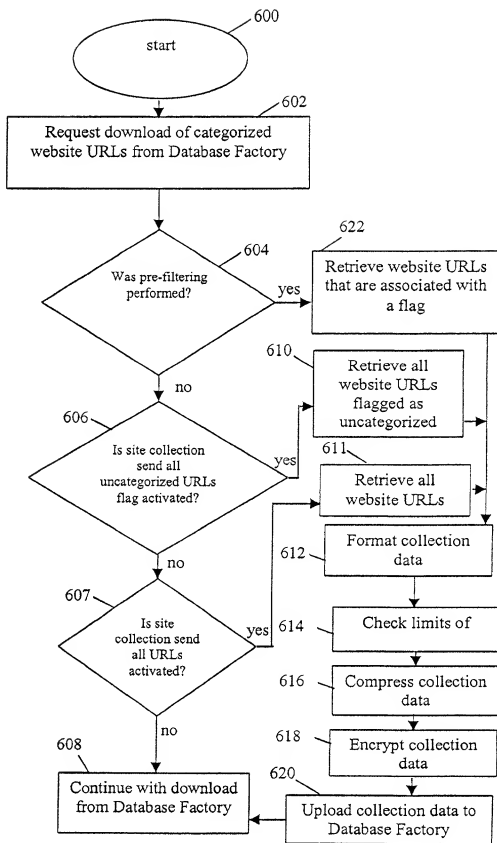 600
start
602
Request download of categorized
website URLs from Database Factory
604
Was pre-filtering
performed?
yes
622
Retrieve website URLs
that are associated with
a flag
no
606
Is site collection
send all
uncategorized URLs
flag activated?
yes
610
Retrieve all
website URLs
flagged as
uncategorized
611
Retrieve all
website URLs
no
607
Is site
collection send
all URLs
activated?
yes
612
Format collection
data
614
Check limits of
616
Compress collection
data
618
Encrypt collection
data
no
608
Continue with download
from Database Factory
620
Upload collection data to
Database Factory